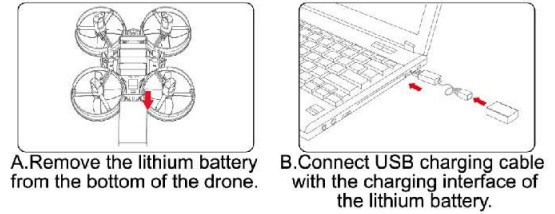 A.Remove the lithium battery
from the bottom of the drone.
B.Connect USB charging cable
with the charging interface of
the lithium battery.